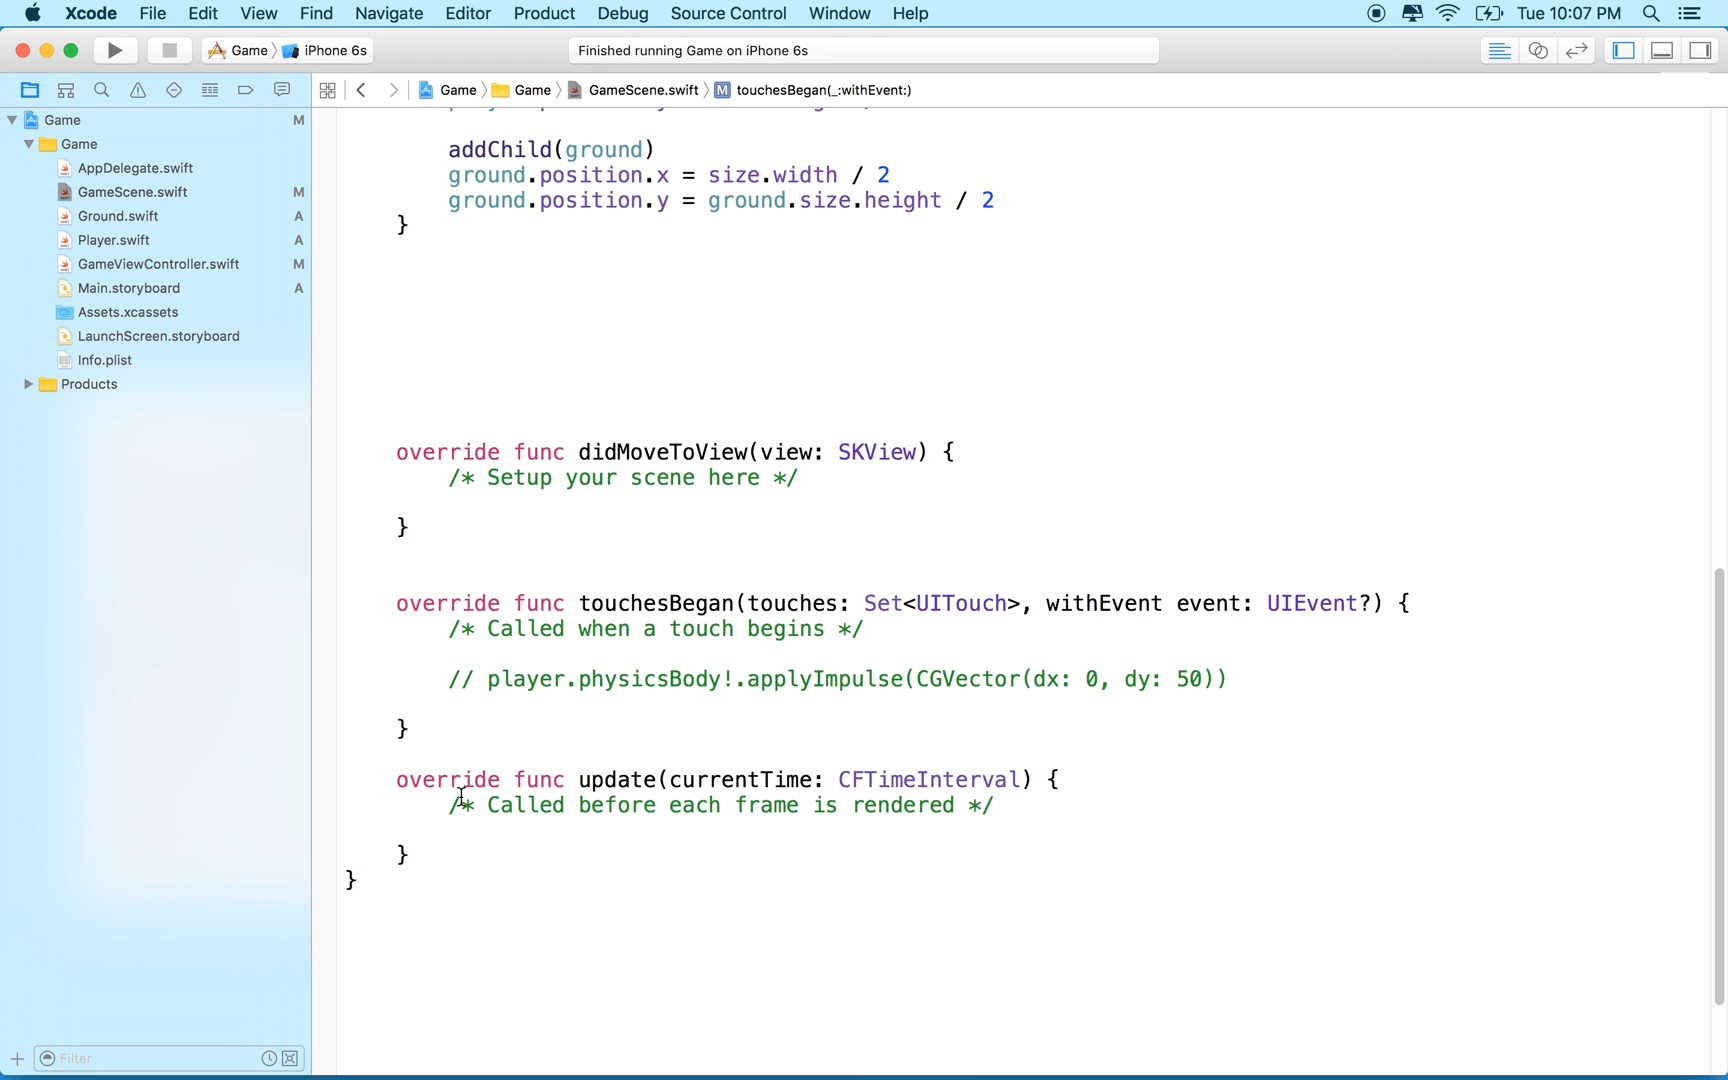 Xcode File Edit View Find Navigate Editor Product Debug Source Control Window Help Tue 10:07 PM
Game iPhone 6s Finished running Game on iPhone 6s
Game Game GameScene.swift M touchesBegan(_:withEvent:)
Game M
Game
AppDelegate.swift
GameScene.swift M
Ground.swift A
Player.swift A
GameViewController.swift M
Main.storyboard A
Assets.xcassets
LaunchScreen.storyboard
Info.plist
Products
addChild(ground)
ground.position.x = size.width / 2
ground.position.y = ground.size.height / 2
}
override func didMoveToView(view: SKView) {
/* Setup your scene here */
}
override func touchesBegan(touches: Set<UITouch>, withEvent event: UIEvent?) {
/* Called when a touch begins */
// player.physicsBody!.applyImpulse(CGVector(dx: 0, dy: 50))
}
override func update(currentTime: CFTimeInterval) {
/* Called before each frame is rendered */
}
}
Filter